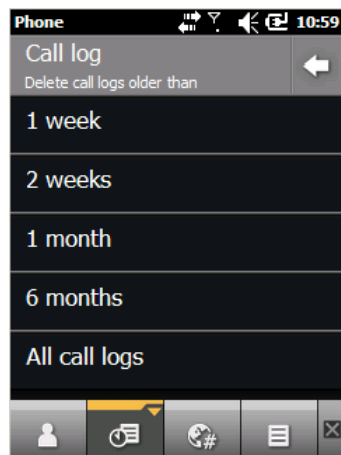 Phone 10:59
Call log
Delete call logs older than
1 week
2 weeks
1 month
6 months
All call logs
#